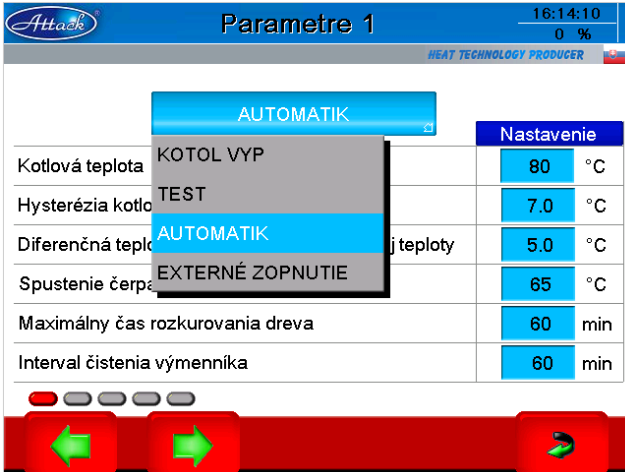 Attack
Parametre 1
16:14:10
0 %
HEAT TECHNOLOGY PRODUCER
AUTOMATIK
Nastavenie
KOTOL VYP
TEST
AUTOMATIK
EXTERNÉ ZOPNUTIE
Kotlová teplota 80 °C
Hysterézia kotlo 7.0 °C
Diferenčná teplo j teploty 5.0 °C
Spustenie čerpa 65 °C
Maximálny čas rozkurovania dreva 60 min
Interval čistenia výmenníka 60 min